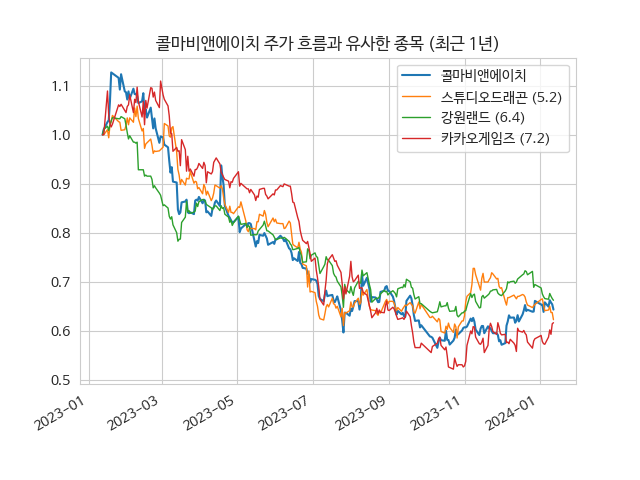 콜마비앤에이치 주가 흐름과 유사한 종목 (최근 1년)
콜마비앤에이치
스튜디오드래곤 (5.2)
강원랜드 (6.4)
카카오게임즈 (7.2)
1.1
1.0
0.9
0.8
0.7
0.6
0.5
2023-01
2023-03
2023-05
2023-07
2023-09
2023-11
2024-01